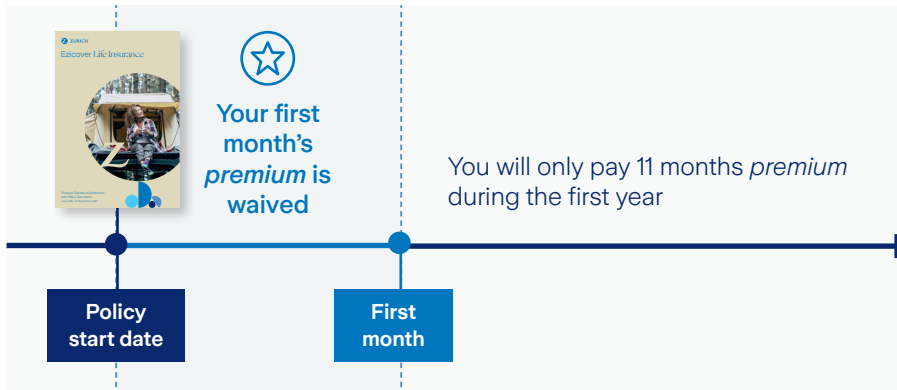 ZURICH
Ezicover Life Insurance
Your first
month's
premium is
waived
You will only pay 11 months premium
during the first year
Policy
start date
First
month